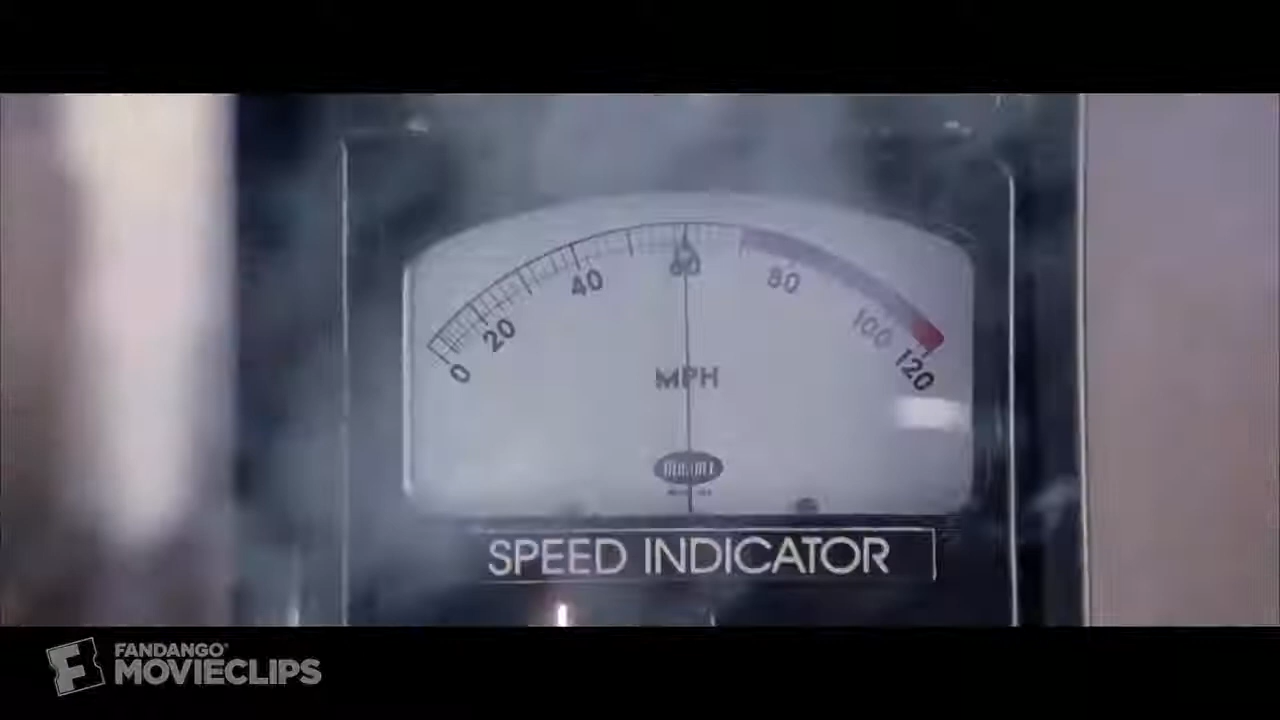 0 20 40 60 80 100 120
MPH
SPEED INDICATOR
FANDANGO
MOVIECLIPS